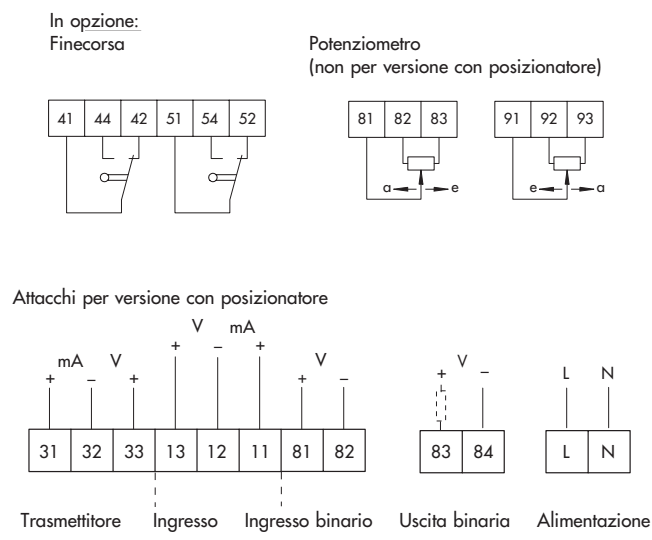 In opzione:
Finecorsa
Potenziometro
(non per versione con posizionatore)
41 44 42 51 54 52
81 82 83
91 92 93
a e
e a
Attacchi per versione con posizionatore
V mA
+ − +
mA V
+ − +
V
+ −
V
+ −
L N
31 32 33 13 12 11 81 82
83 84
L N
Trasmettitore Ingresso Ingresso binario Uscita binaria Alimentazione